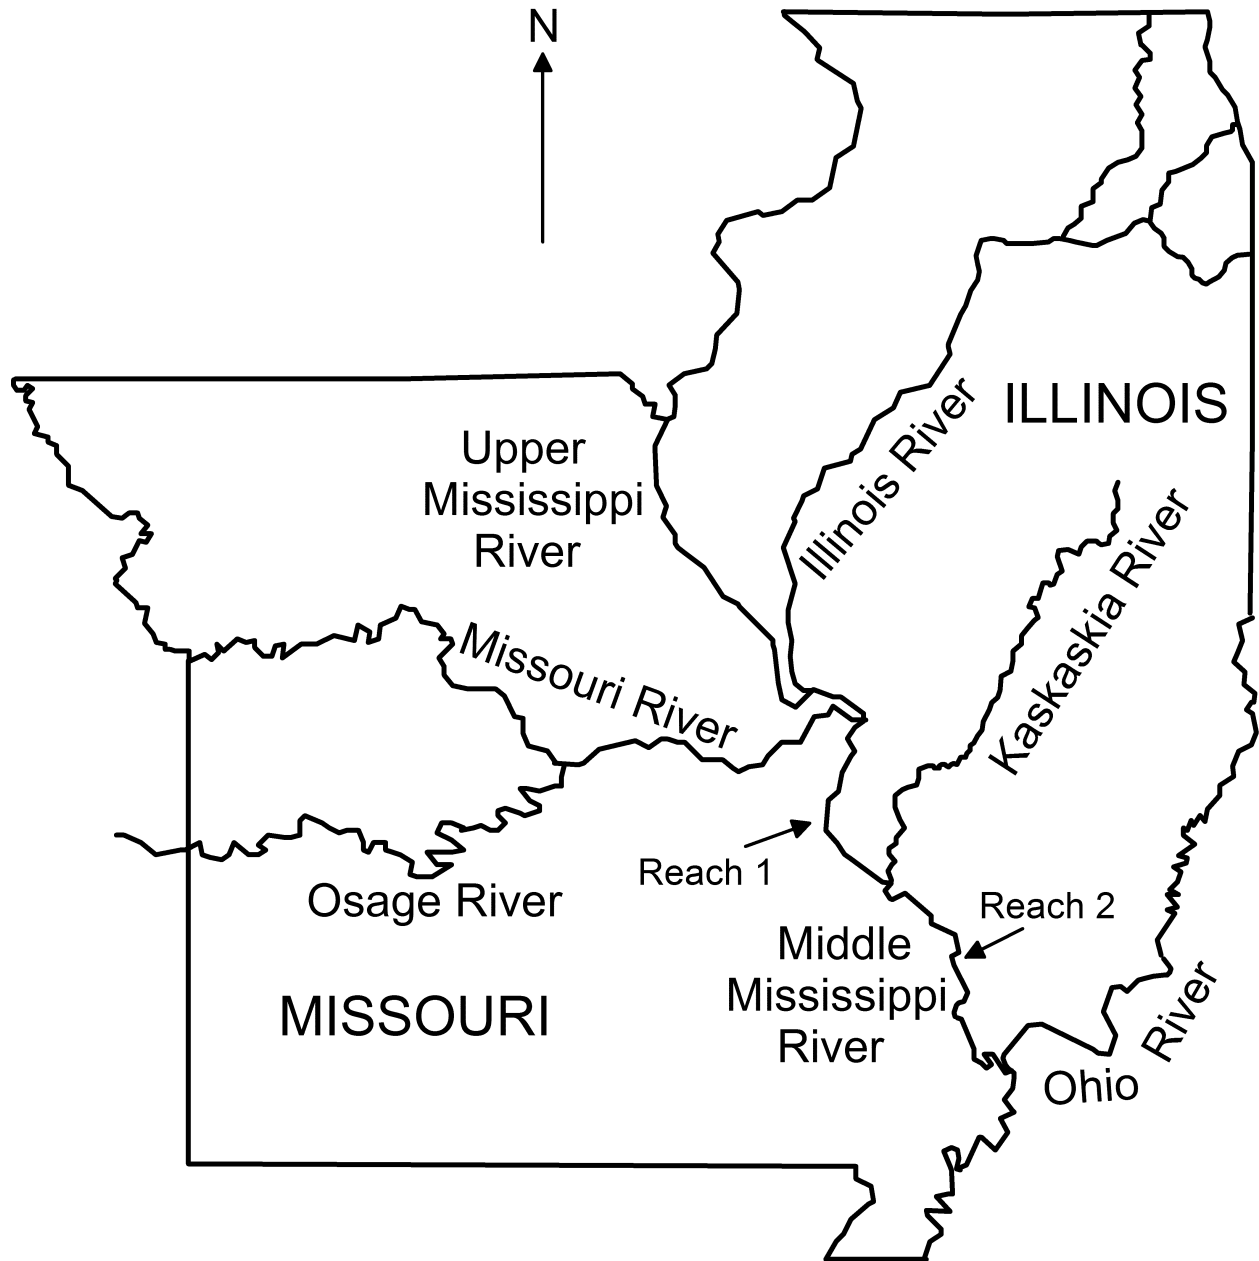 N
ILLINOIS
Upper
Mississippi
River
Illinois River
Kaskaskia River
Missouri River
Reach 1
Osage River
Reach 2
Middle
Mississippi
River
MISSOURI
Ohio
River